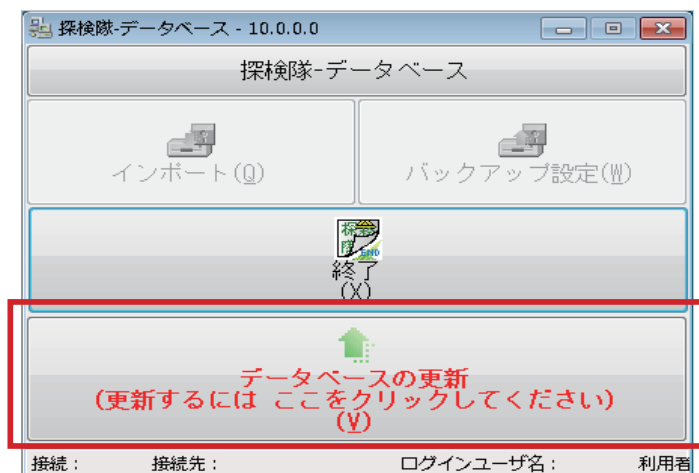 探検隊-データベース - 10.0.0.0
探検隊-データベース
インポート(Q)
バックアップ設定(W)
探検隊
END
終了
(X)
データベースの更新
(更新するには ここをクリックしてください)
(V)
接続： 接続先： ログインユーザ名： 利用者